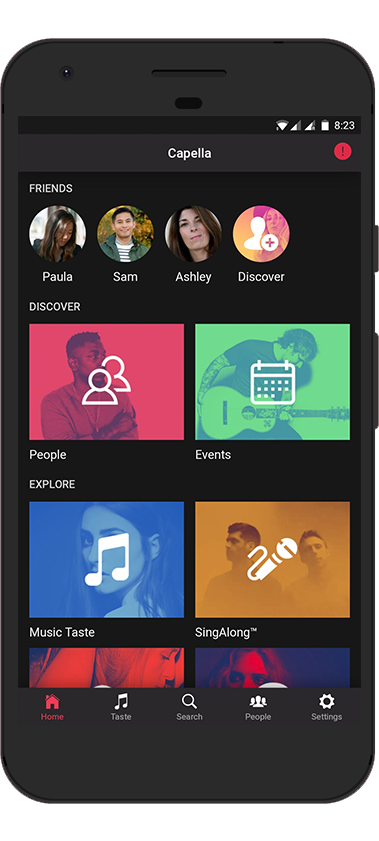 8:23
Capella
FRIENDS
Paula Sam Ashley Discover
DISCOVER
People Events
EXPLORE
Music Taste SingAlong™
Home Taste Search People Settings